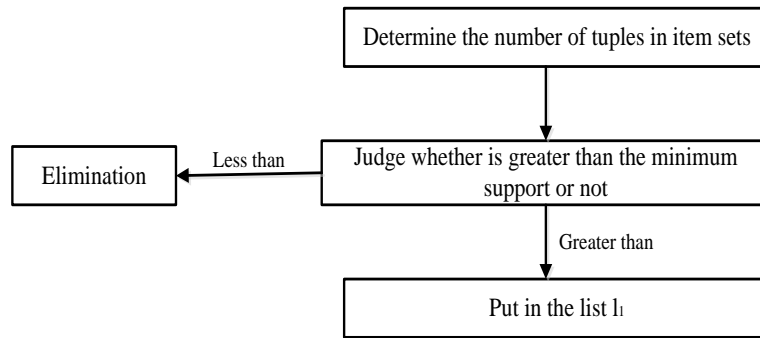 Determine the number of tuples in item sets
Less than
Judge whether is greater than the minimum
support or not
Elimination
Greater than
Put in the list l₁